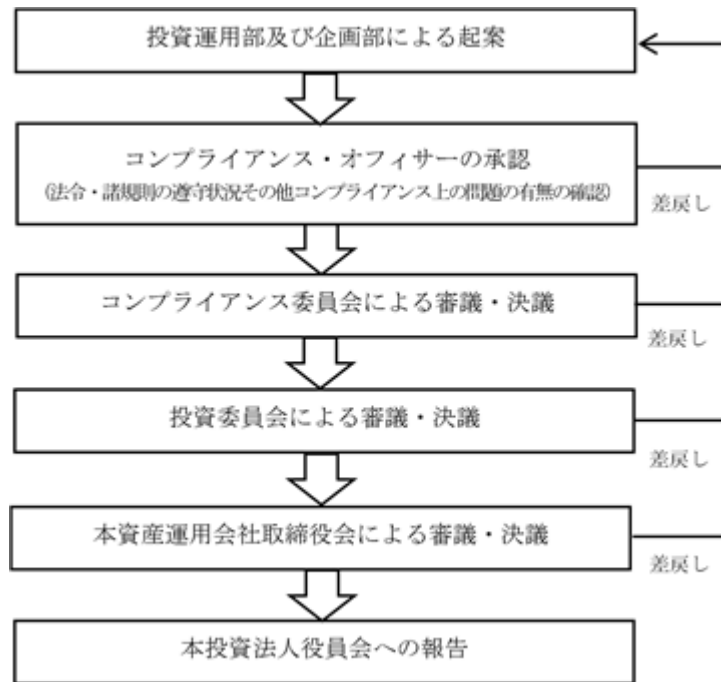 投資運用部及び企画部による起案
コンプライアンス・オフィサーの承認
(法令・諸規則の遵守状況その他コンプライアンス上の問題の有無の確認)
差戻し
コンプライアンス委員会による審議・決議
差戻し
投資委員会による審議・決議
差戻し
本資産運用会社取締役会による審議・決議
差戻し
本投資法人役員会への報告